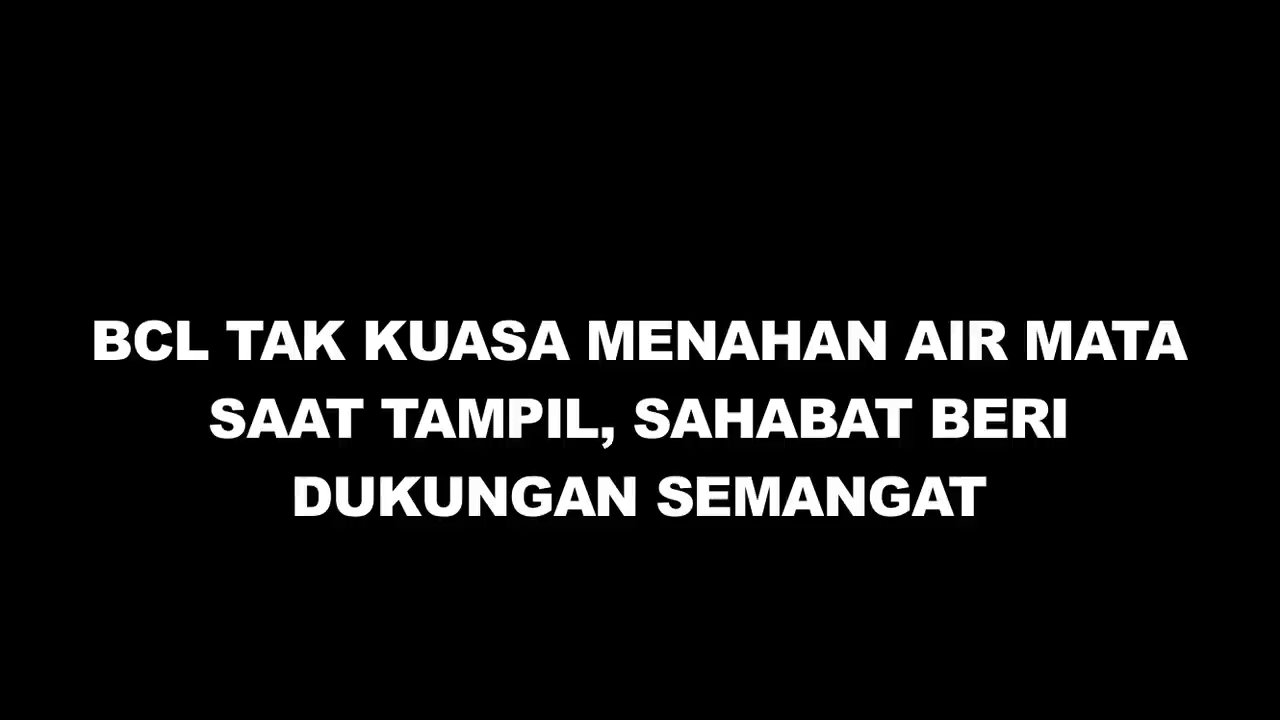 BCL TAK KUASA MENAHAN AIR MATA
SAAT TAMPIL, SAHABAT BERI
DUKUNGAN SEMANGAT